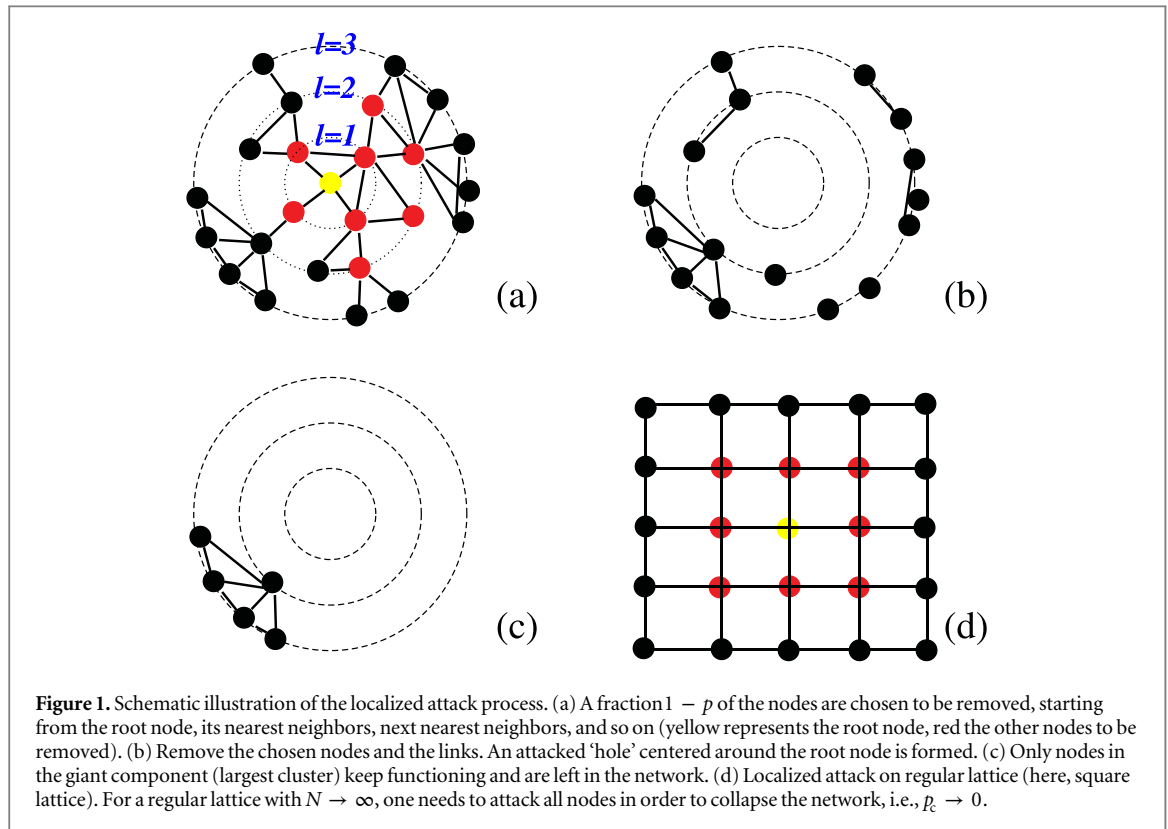 l=3
l=2
l=1
(a)
(b)
(c)
(d)
Figure 1. Schematic illustration of the localized attack process. (a) A fraction 1 − p of the nodes are chosen to be removed, starting
from the root node, its nearest neighbors, next nearest neighbors, and so on (yellow represents the root node, red the other nodes to be
removed). (b) Remove the chosen nodes and the links. An attacked ‘hole’ centered around the root node is formed. (c) Only nodes in
the giant component (largest cluster) keep functioning and are left in the network. (d) Localized attack on regular lattice (here, square
lattice). For a regular lattice with N → ∞, one needs to attack all nodes in order to collapse the network, i.e., p_c → 0.